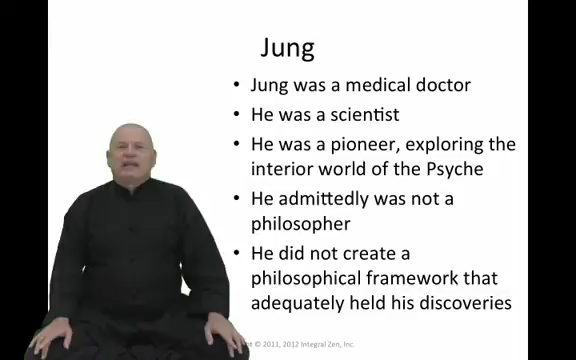 Jung
• Jung was a medical doctor
• He was a scientist
• He was a pioneer, exploring the
interior world of the Psyche
• He admittedly was not a
philosopher
• He did not create a
philosophical framework that
adequately held his discoveries
© 2011, 2012 Integral Zen, Inc.